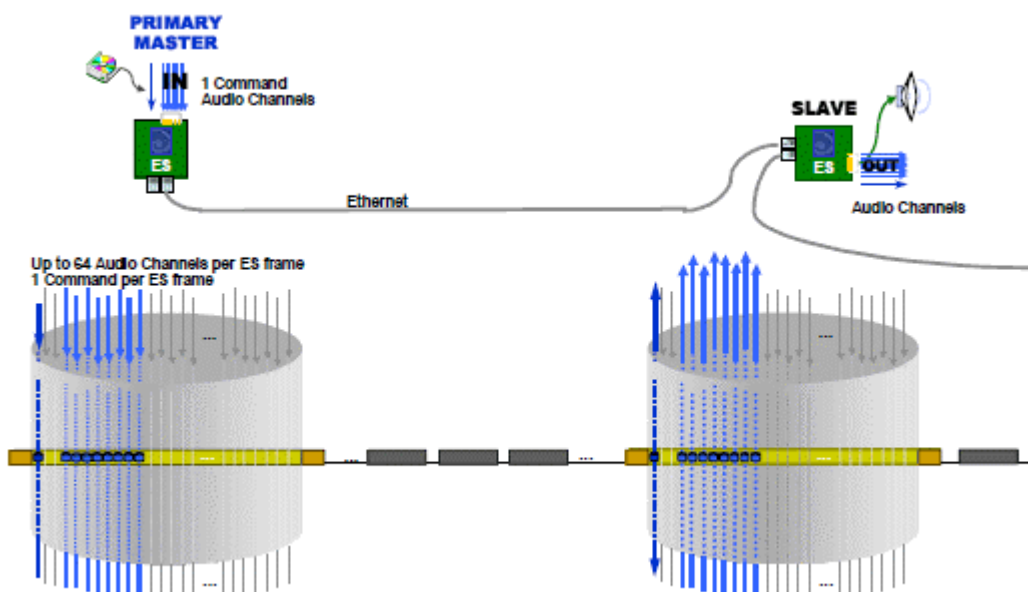 PRIMARY
MASTER
IN
1 Command
Audio Channels
ES
Ethernet
SLAVE
ES
OUT
Audio Channels
Up to 64 Audio Channels per ES frame
1 Command per ES frame
...
...
...
...
...
...
...
...
...